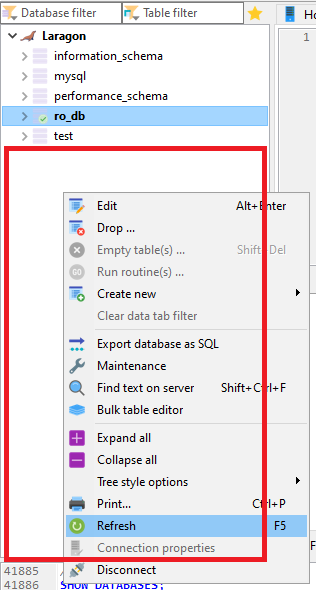 Database filter
Table filter
Ho
Laragon
1
information_schema
mysql
performance_schema
ro_db
test
Edit Alt+Enter
Drop ...
Empty table(s) ... Shift+Del
Run routine(s) ...
Create new
Clear data tab filter
Export database as SQL
Maintenance
Find text on server Shift+Ctrl+F
Bulk table editor
Expand all
Collapse all
Tree style options
Print... Ctrl+P
Refresh F5
Connection properties
Disconnect
F
41885 /
41886 SHOW DATABASES;